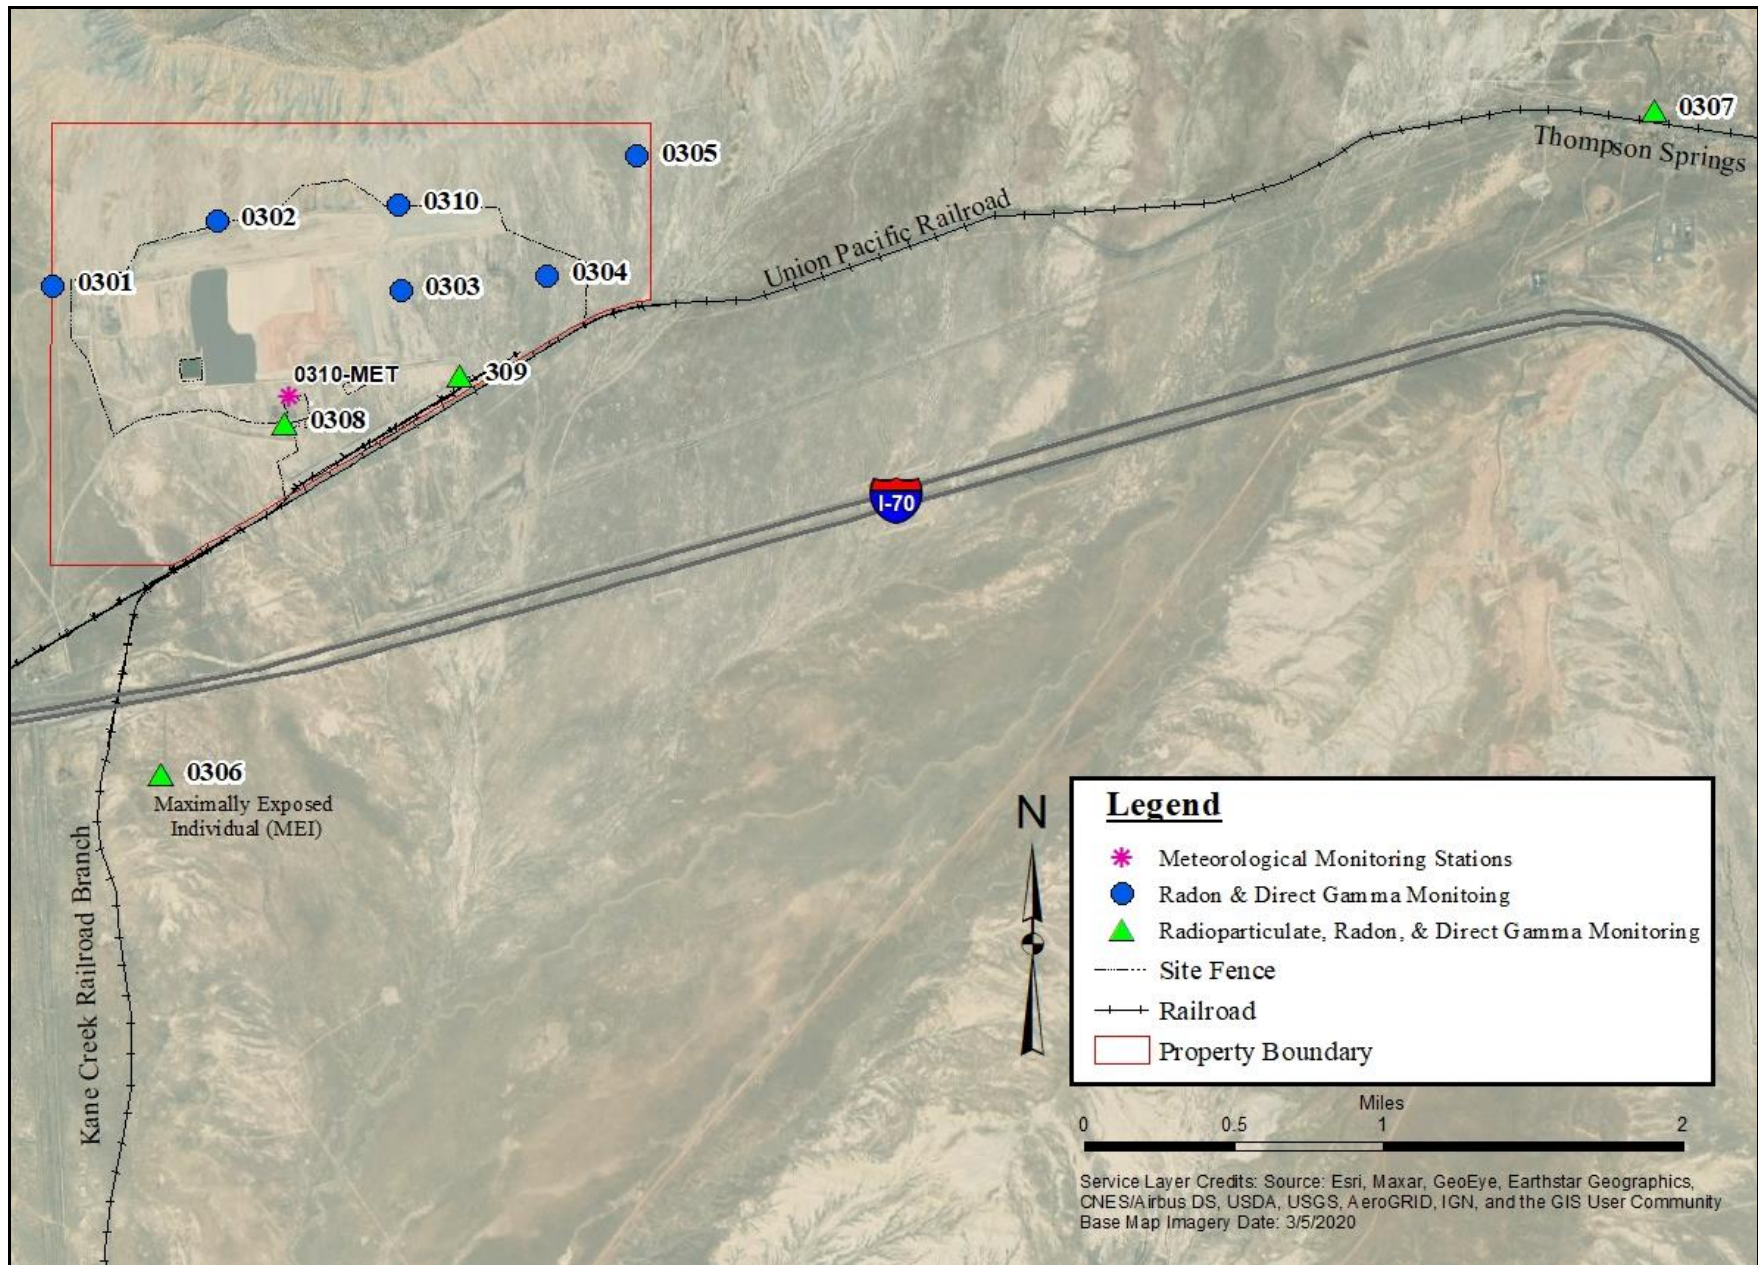 0307
Thompson Springs
0305
0310
0302
Union Pacific Railroad
0304
0301
0303
0310-MET
309
0308
I-70
0306
Maximally Exposed
Individual (MEI)
Kane Creek Railroad Branch
N
Legend
Meteorological Monitoring Stations
Radon & Direct Gamma Monitoing
Radioparticulate, Radon, & Direct Gamma Monitoring
Site Fence
Railroad
Property Boundary
Miles
0 0.5 1 2
Service Layer Credits: Source: Esri, Maxar, GeoEye, Earthstar Geographics,
CNES/Airbus DS, USDA, USGS, AeroGRID, IGN, and the GIS User Community
Base Map Imagery Date: 3/5/2020